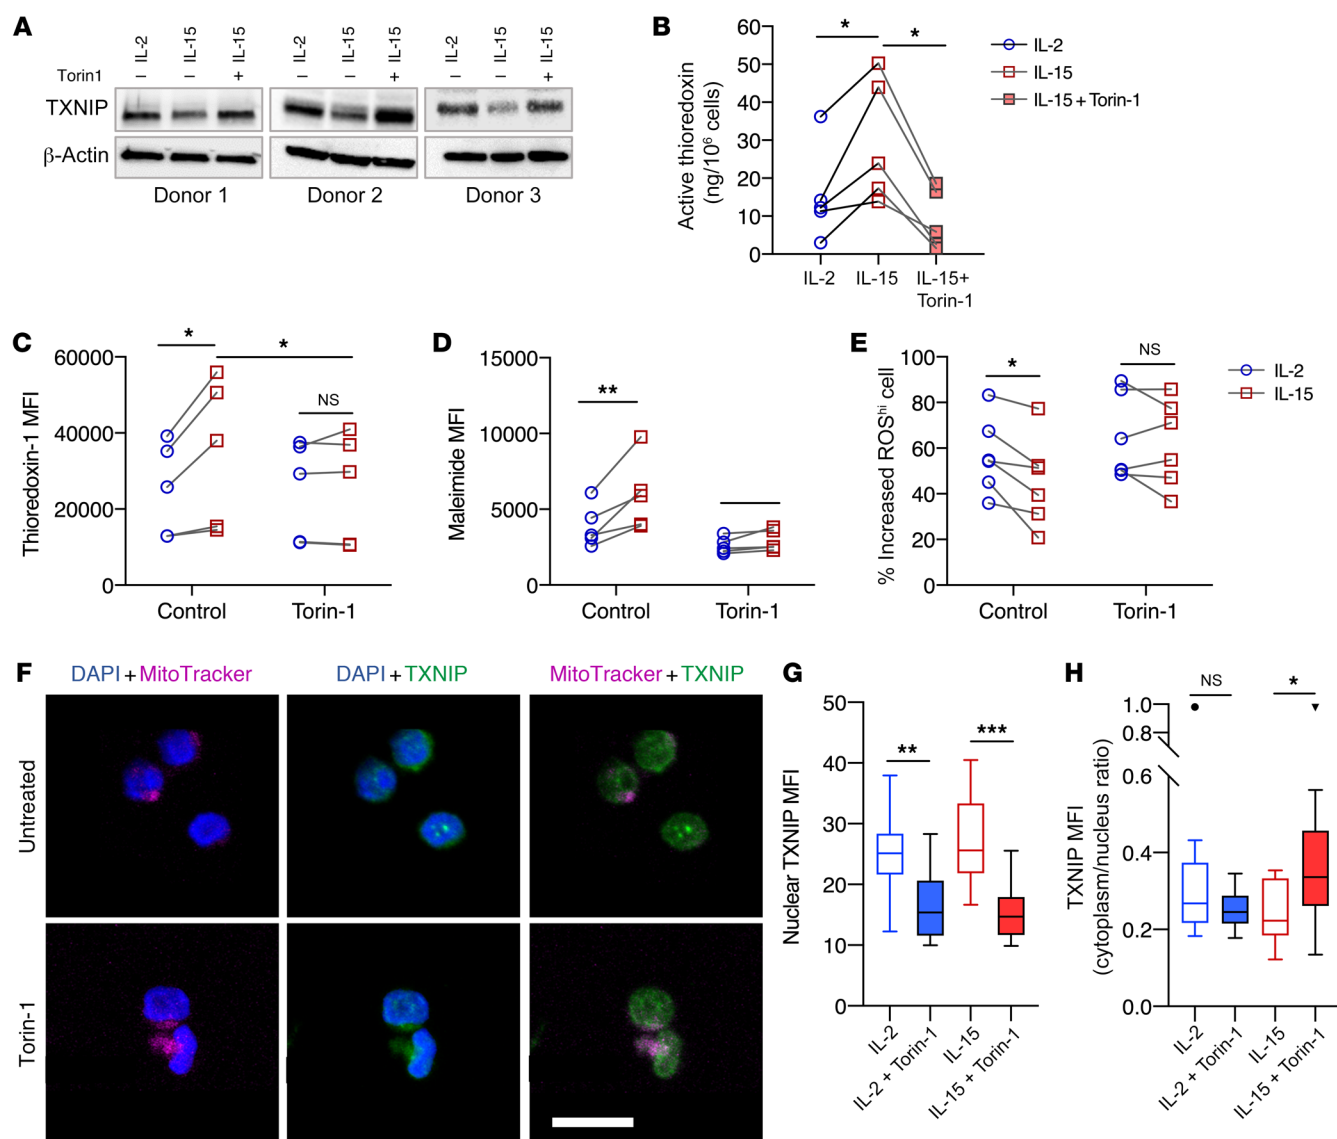 A
IL-2
IL-15
IL-15
IL-2
IL-15
IL-15
IL-2
IL-15
IL-15
Torin1
–
–
+
–
–
+
–
–
+
TXNIP
β-Actin
Donor 1
Donor 2
Donor 3
B
Active thioredoxin
(ng/10⁶ cells)
60
50
40
30
20
10
0
*
*
IL-2
IL-15
IL-15+
Torin-1
IL-2
IL-15
IL-15 + Torin-1
C
Thioredoxin-1 MFI
60000
40000
20000
0
*
*
NS
Control
Torin-1
D
Maleimide MFI
15000
10000
5000
0
**
Control
Torin-1
E
% Increased ROSʰⁱ cell
100
80
60
40
20
0
*
NS
Control
Torin-1
IL-2
IL-15
F
DAPI + MitoTracker
DAPI + TXNIP
MitoTracker + TXNIP
Untreated
Torin-1
G
Nuclear TXNIP MFI
50
40
30
20
10
0
**
***
IL-2
IL-2 + Torin-1
IL-15
IL-15 + Torin-1
H
TXNIP MFI
(cytoplasm/nucleus ratio)
1.0
0.8
0.6
0.4
0.2
0.0
NS
*
IL-2
IL-2 + Torin-1
IL-15
IL-15 + Torin-1